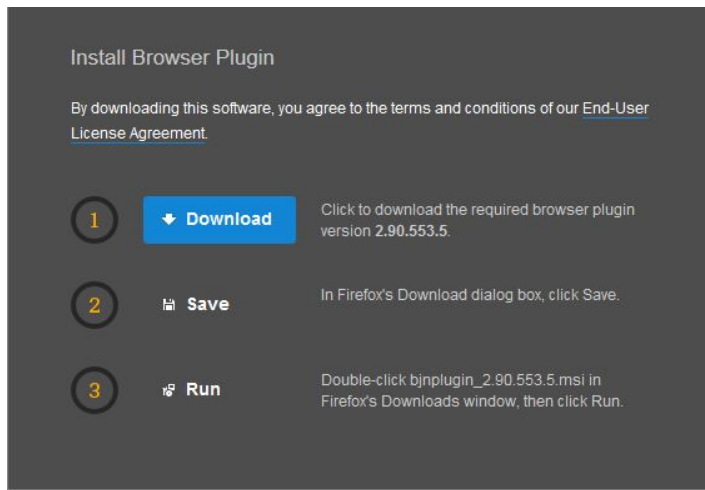 Install Browser Plugin
By downloading this software, you agree to the terms and conditions of our End-User
License Agreement.
1
Download
Click to download the required browser plugin
version 2.90.553.5.
2
Save
In Firefox's Download dialog box, click Save.
3
Run
Double-click bjnplugin_2.90.553.5.msi in
Firefox's Downloads window, then click Run.